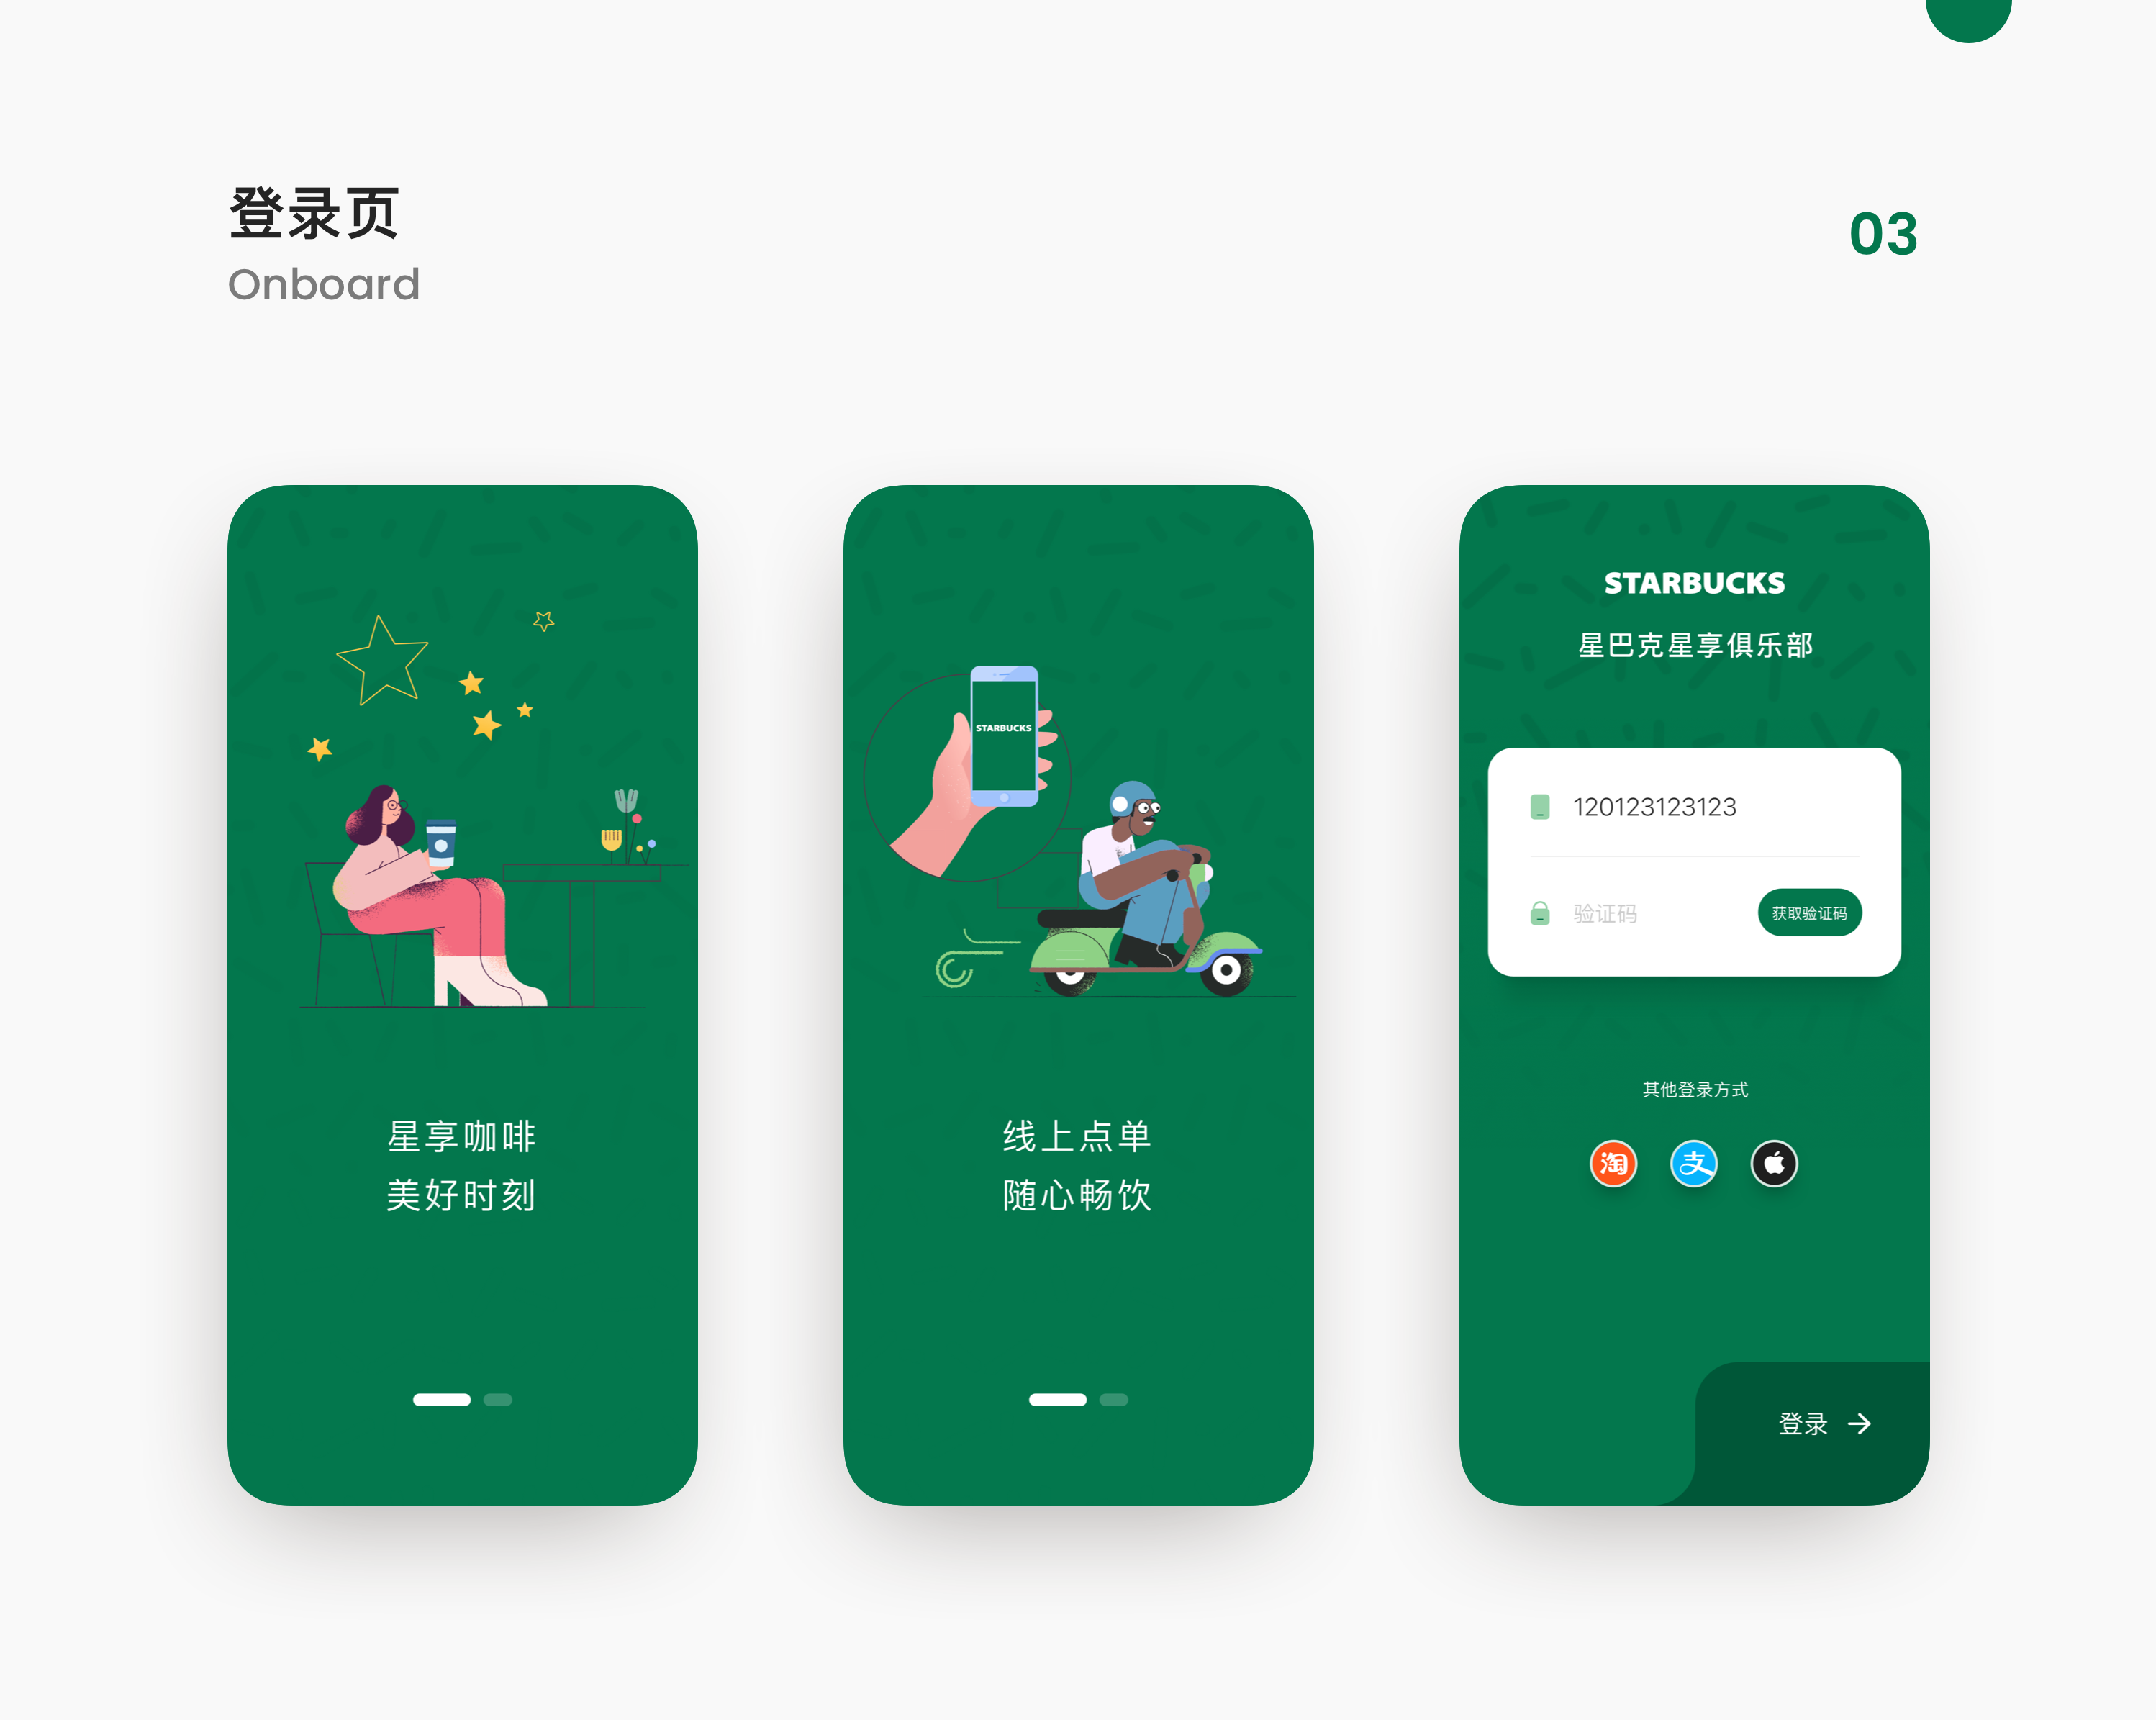 登录页
Onboard
03
星享咖啡
美好时刻
STARBUCKS
线上点单
随心畅饮
STARBUCKS
星巴克星享俱乐部
120123123123
验证码
获取验证码
其他登录方式
淘
支
登录